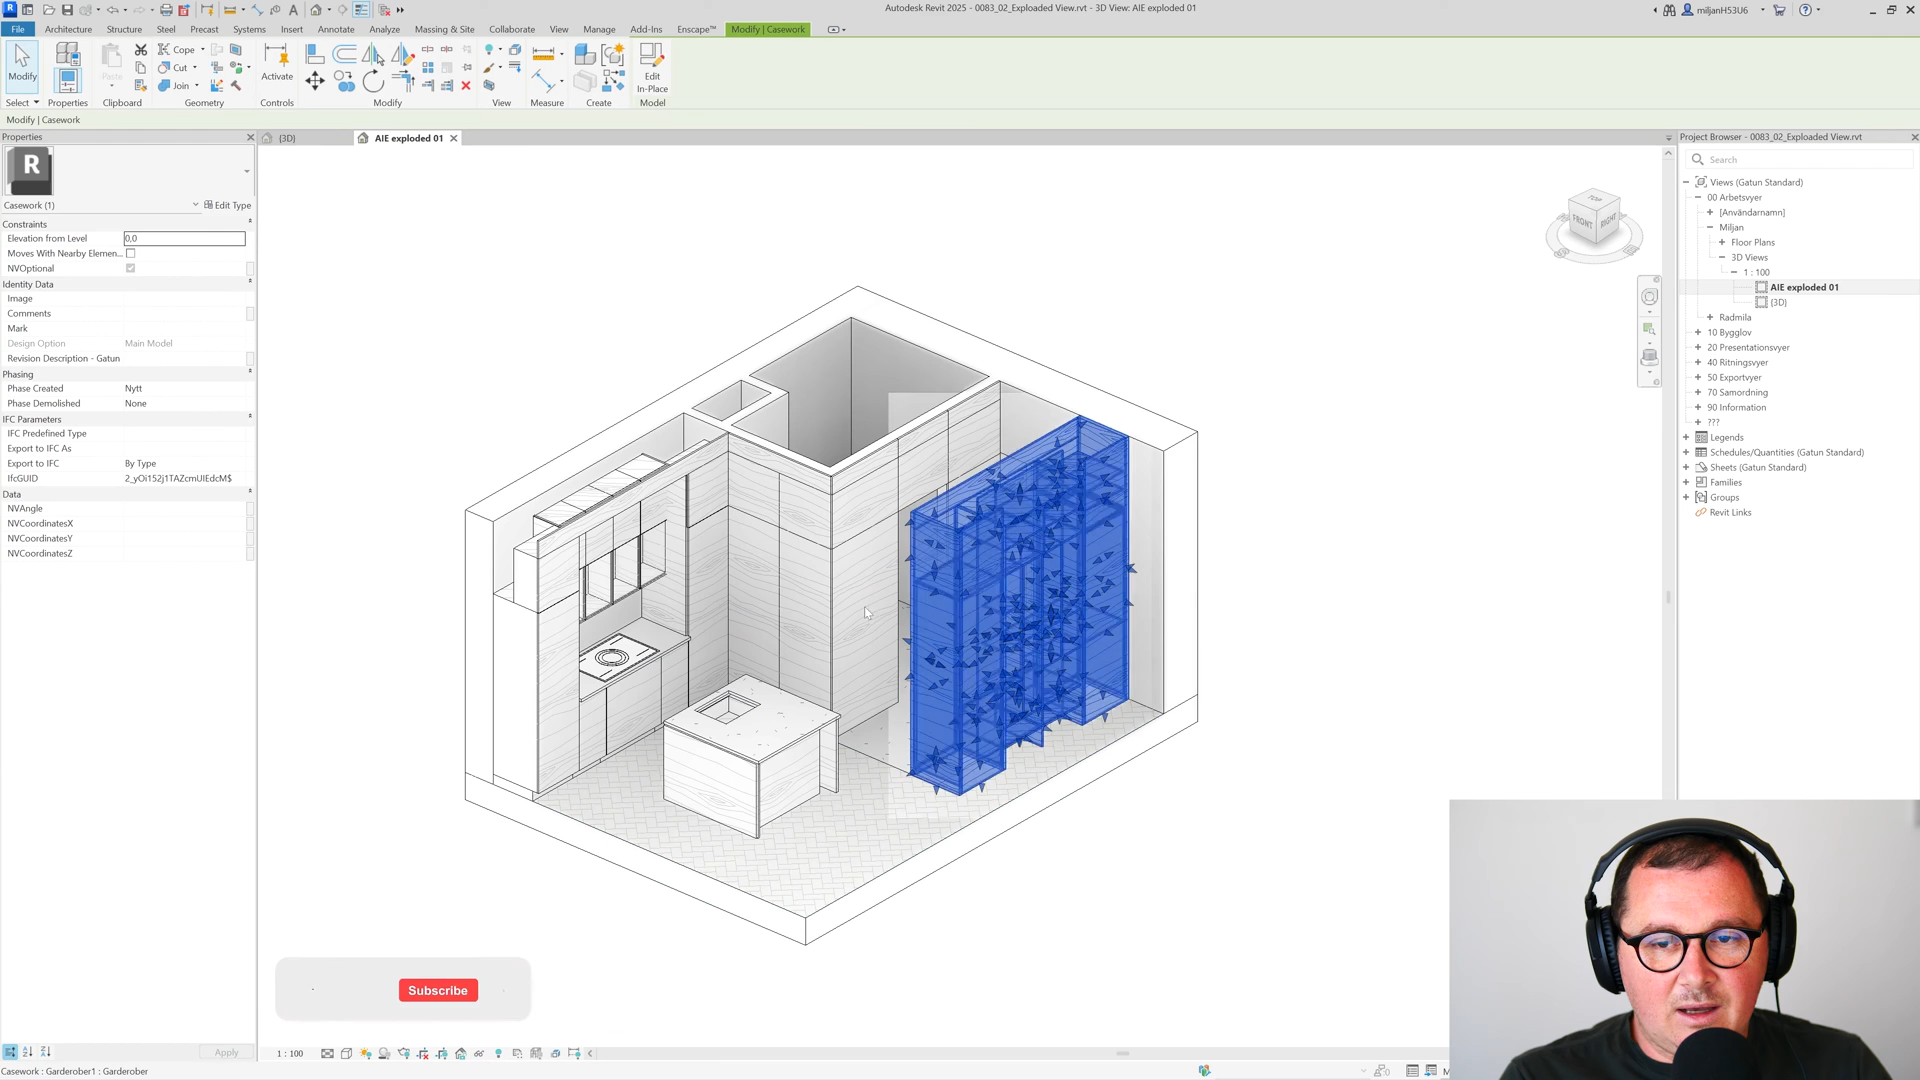 Autodesk Revit 2025 - 0083_02_Exploaded View.rvt - 3D View: AIE exploded 01
miljanH53U6
File
Architecture
Structure
Steel
Precast
Systems
Insert
Annotate
Analyze
Massing & Site
Collaborate
View
Manage
Add-Ins
Enscape™
Modify | Casework
Modify
Paste
Cope
Cut
Join
Activate
Edit
In-Place
Select
Properties
Clipboard
Geometry
Controls
Modify
View
Measure
Create
Model
Modify | Casework
Properties
{3D}
AIE exploded 01
Project Browser - 0083_02_Exploaded View.rvt
R
Casework (1)
Edit Type
Constraints
Elevation from Level
0,0
Moves With Nearby Elemen...
NVOptional
Identity Data
Image
Comments
Mark
Design Option
Main Model
Revision Description - Gatun
Phasing
Phase Created
Nytt
Phase Demolished
None
IFC Parameters
IFC Predefined Type
Export to IFC As
Export to IFC
By Type
IfcGUID
2_yOi152j1TAZcmUIEdcM$
Data
NVAngle
NVCoordinatesX
NVCoordinatesY
NVCoordinatesZ
Apply
TOP
FRONT
RIGHT
Search
Views (Gatun Standard)
00 Arbetsvyer
[Användarnamn]
Miljan
Floor Plans
3D Views
1 : 100
AIE exploded 01
{3D}
Radmila
10 Bygglov
20 Presentationsvyer
40 Ritningsvyer
50 Exportvyer
70 Samordning
90 Information
???
Legends
Schedules/Quantities (Gatun Standard)
Sheets (Gatun Standard)
Families
Groups
Revit Links
Subscribe
1 : 100
Casework : Garderober1 : Garderober
:0